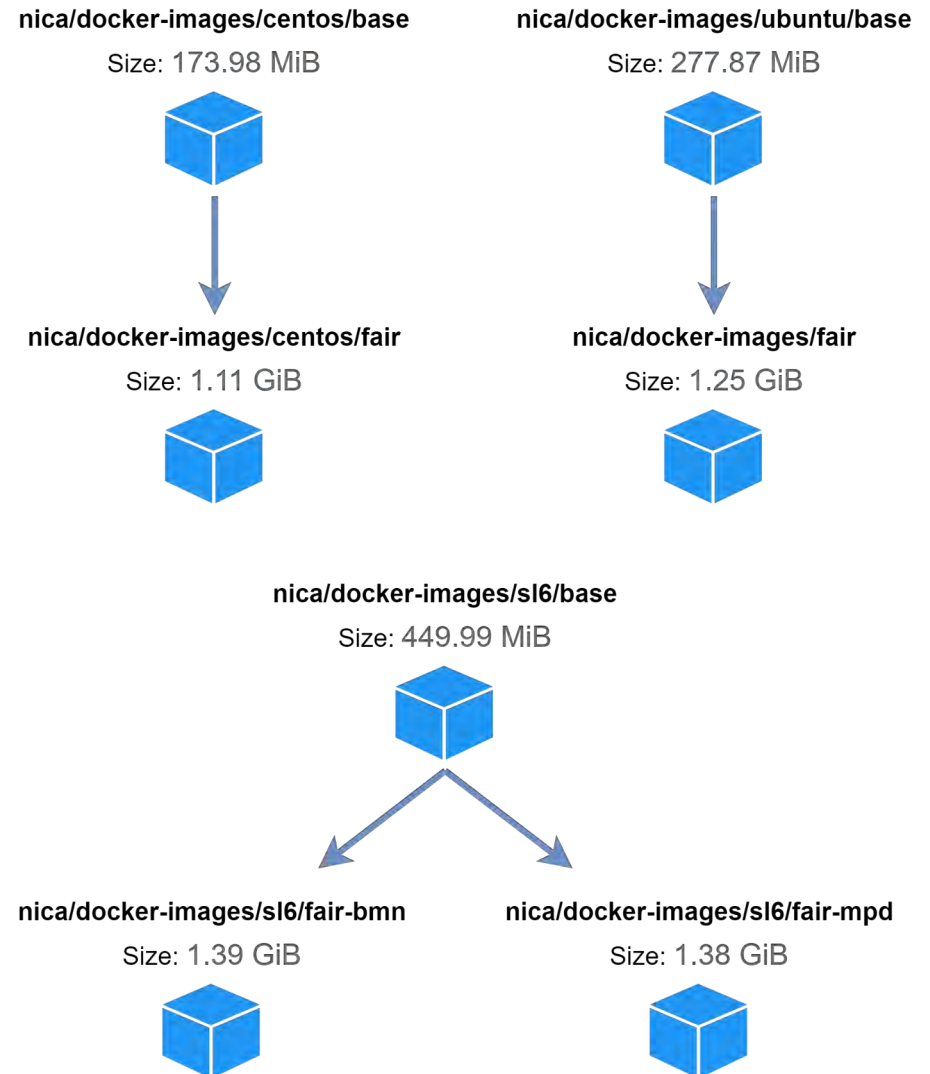 nica/docker-images/centos/base
Size: 173.98 MiB
nica/docker-images/ubuntu/base
Size: 277.87 MiB
nica/docker-images/centos/fair
Size: 1.11 GiB
nica/docker-images/fair
Size: 1.25 GiB
nica/docker-images/sl6/base
Size: 449.99 MiB
nica/docker-images/sl6/fair-bmn
Size: 1.39 GiB
nica/docker-images/sl6/fair-mpd
Size: 1.38 GiB